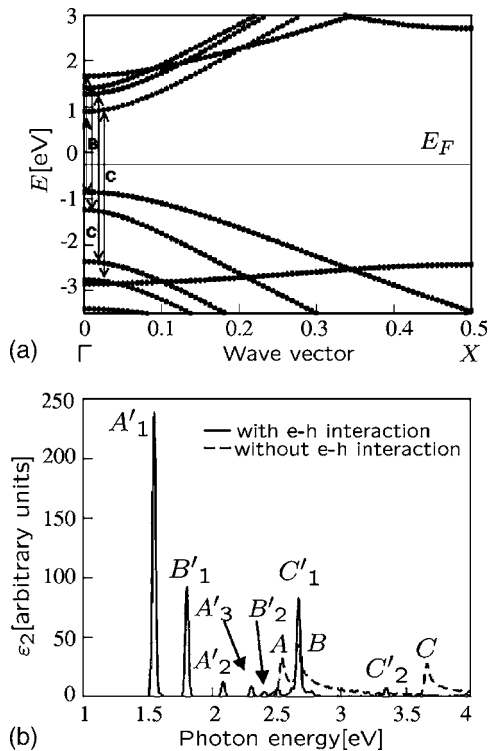 3
2
1
0
-1
-2
-3
E[eV]
E_F
A
B
C
C
0 0.1 0.2 0.3 0.4 0.5
Γ Wave vector X
(a)
250
200
150
100
50
0
ε2[arbitrary units]
with e-h interaction
without e-h interaction
A'1
B'1
C'1
A'3 B'2
A'2 A B C'2 C
1 1.5 2 2.5 3 3.5 4
Photon energy[eV]
(b)